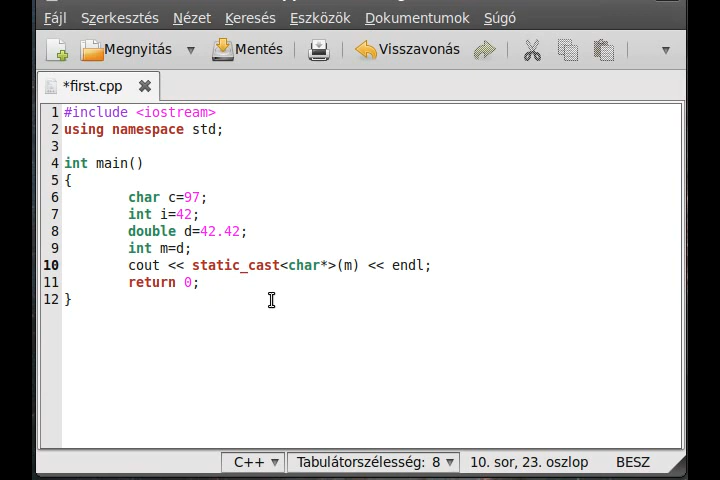 Fájl Szerkesztés Nézet Keresés Eszközök Dokumentumok Súgó
Megnyitás Mentés Visszavonás
*first.cpp
1 #include <iostream>
2 using namespace std;
3
4 int main()
5 {
6 char c=97;
7 int i=42;
8 double d=42.42;
9 int m=d;
10 cout << static_cast<char*>(m) << endl;
11 return 0;
12 }
C++ Tabulátorszélesség: 8 10. sor, 23. oszlop BESZ